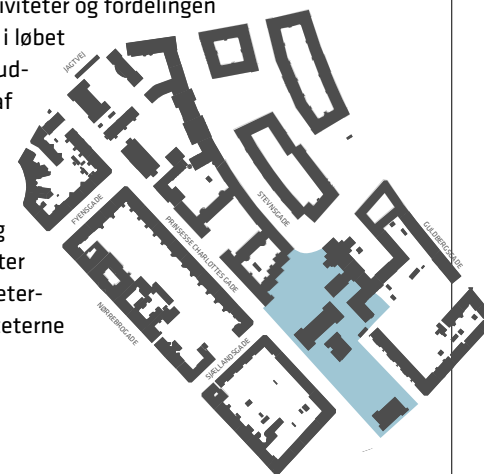 iviteter og fordelingen
i løbet
ud-
af
g
ter
eter-
eterne
JAGTVEJ
FYENSGADE
PRINSESSE CHARLOTTES GADE
NØRREBROGADE
SJÆLLANDSGADE
STEVNSGADE
GULDBERGSGADE